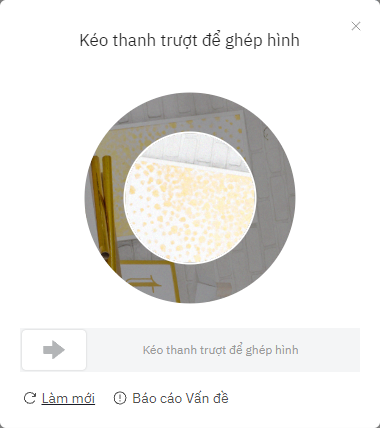 Kéo thanh trượt để ghép hình
Kéo thanh trượt để ghép hình
Làm mới
Báo cáo Vấn đề